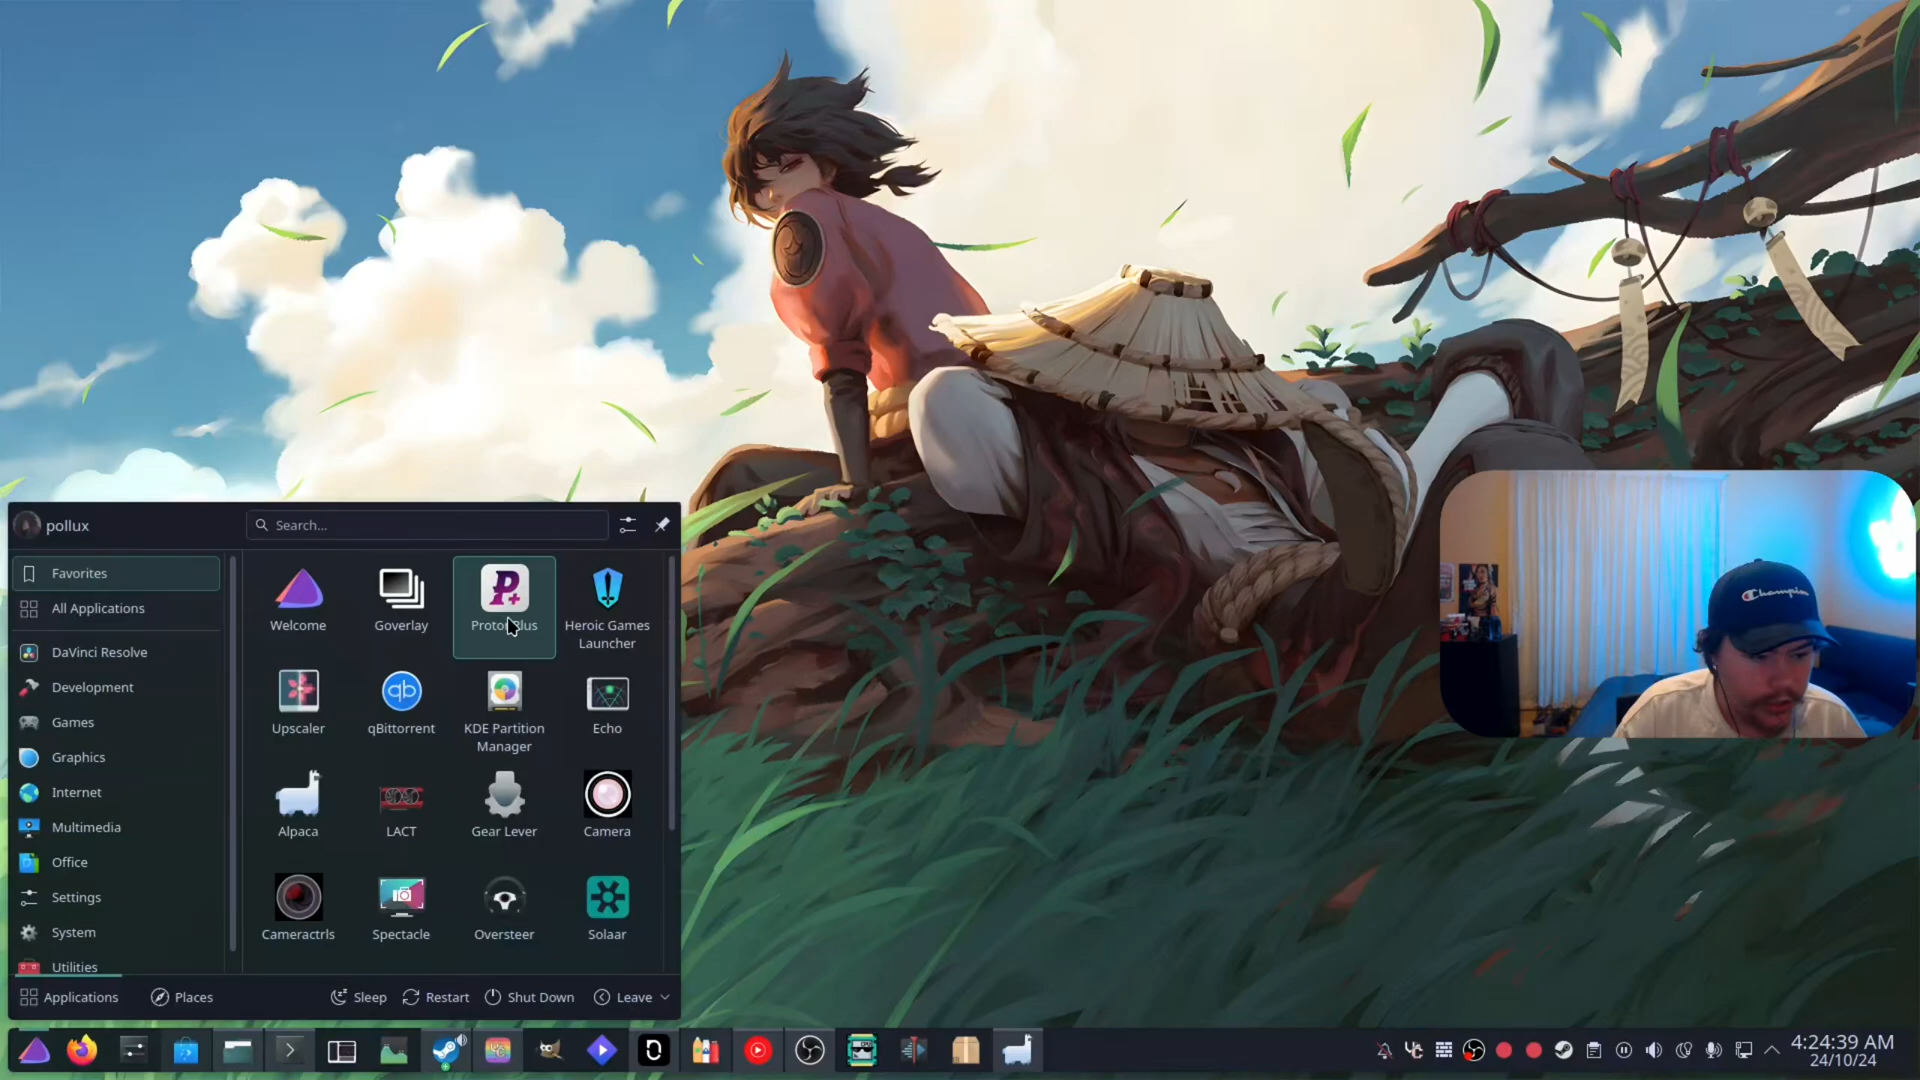 pollux
Search...
Favorites
All Applications
DaVinci Resolve
Development
Games
Graphics
Internet
Multimedia
Office
Settings
System
Utilities
Welcome
Goverlay
Heroic Games
Launcher
Upscaler
qBittorrent
KDE Partition
Manager
Echo
Alpaca
LACT
Gear Lever
Camera
Cameractrls
Spectacle
Oversteer
Solaar
Applications
Places
Sleep
Restart
Shut Down
Leave
Champion
4:24:39 AM
24/10/24